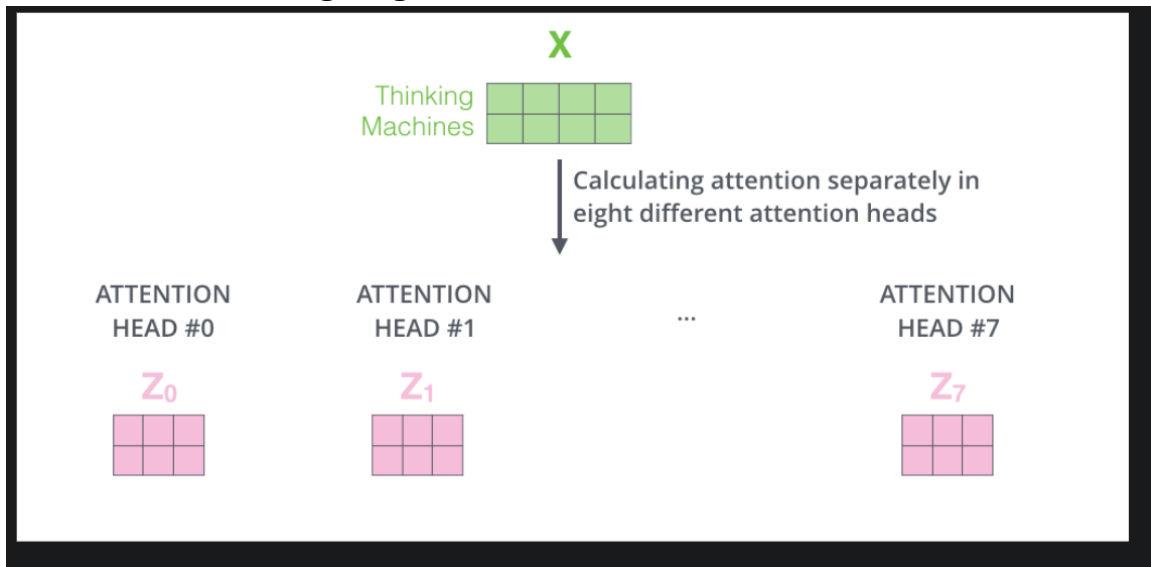 X
Thinking
Machines
Calculating attention separately in
eight different attention heads
ATTENTION
HEAD #0
ATTENTION
HEAD #1
...
ATTENTION
HEAD #7
Z0
Z1
Z7